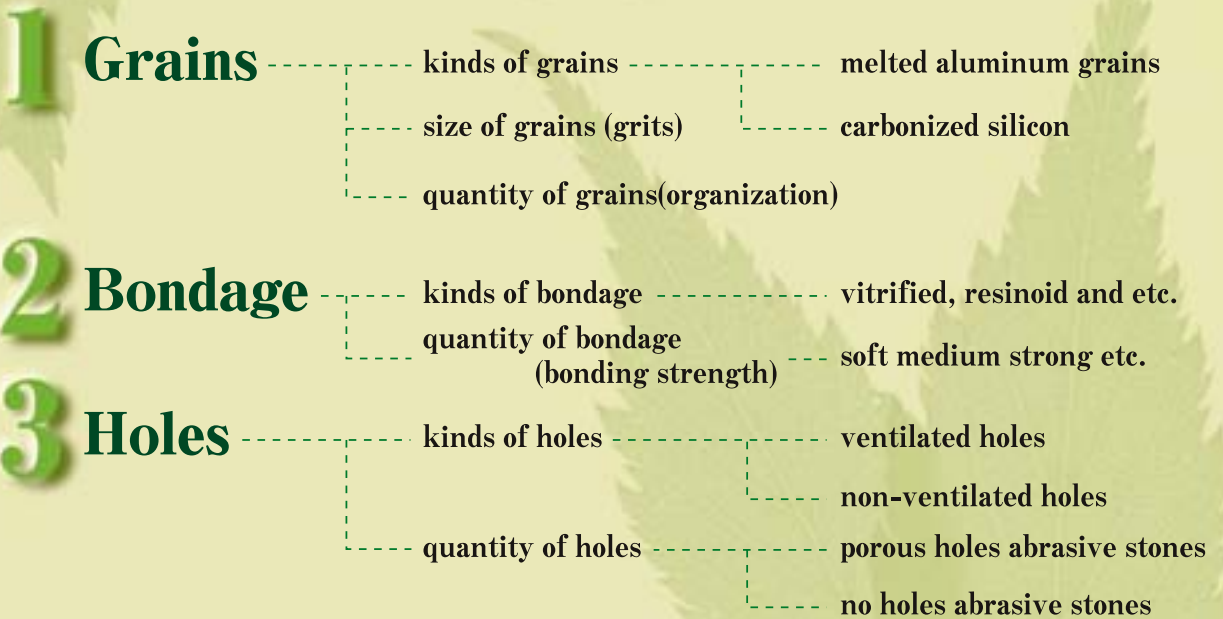 1 Grains
kinds of grains
melted aluminum grains
size of grains (grits)
carbonized silicon
quantity of grains(organization)
2 Bondage
kinds of bondage
vitrified, resinoid and etc.
quantity of bondage
(bonding strength)
soft medium strong etc.
3 Holes
kinds of holes
ventilated holes
non-ventilated holes
quantity of holes
porous holes abrasive stones
no holes abrasive stones